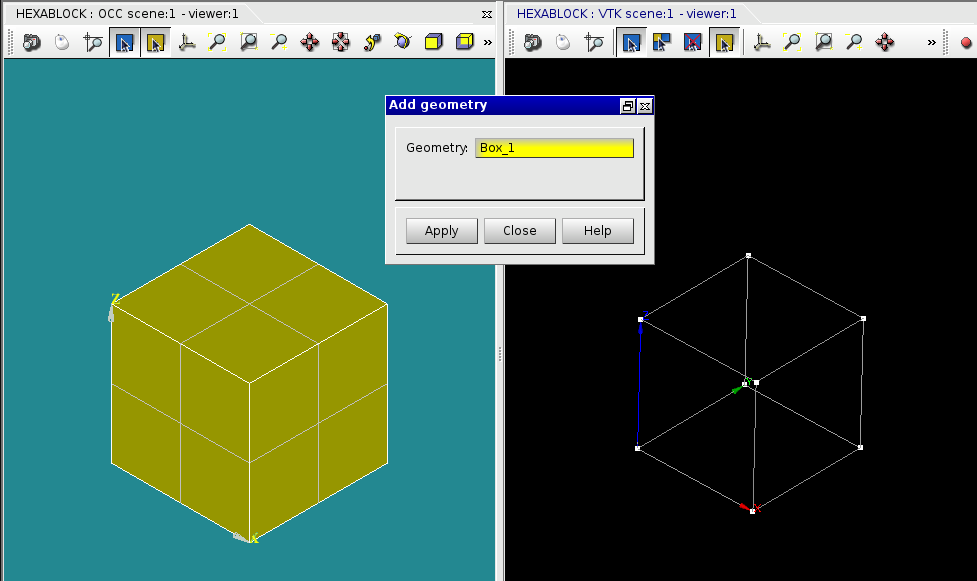 HEXABLOCK : OCC scene:1 - viewer:1
HEXABLOCK : VTK scene:1 - viewer:1
»
»
Add geometry
Geometry: Box_1
Apply Close Help
Z
X
X